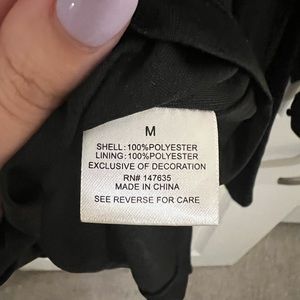 M
SHELL: 100%POLYESTER
LINING: 100%POLYESTER
EXCLUSIVE OF DECORATION
RN# 147635
MADE IN CHINA
SEE REVERSE FOR CARE